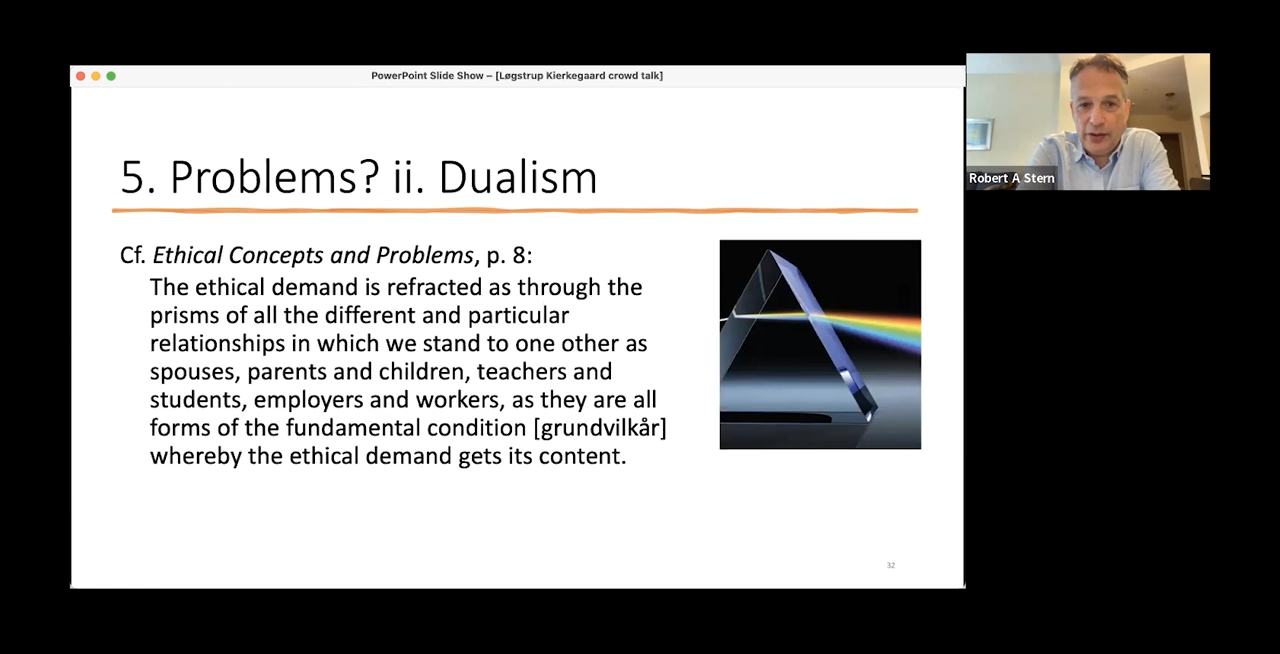 PowerPoint Slide Show – [Løgstrup Kierkegaard crowd talk]
5. Problems? ii. Dualism
Cf. Ethical Concepts and Problems, p. 8:
The ethical demand is refracted as through the
prisms of all the different and particular
relationships in which we stand to one other as
spouses, parents and children, teachers and
students, employers and workers, as they are all
forms of the fundamental condition [grundvilkår]
whereby the ethical demand gets its content.
32
Robert A Stern